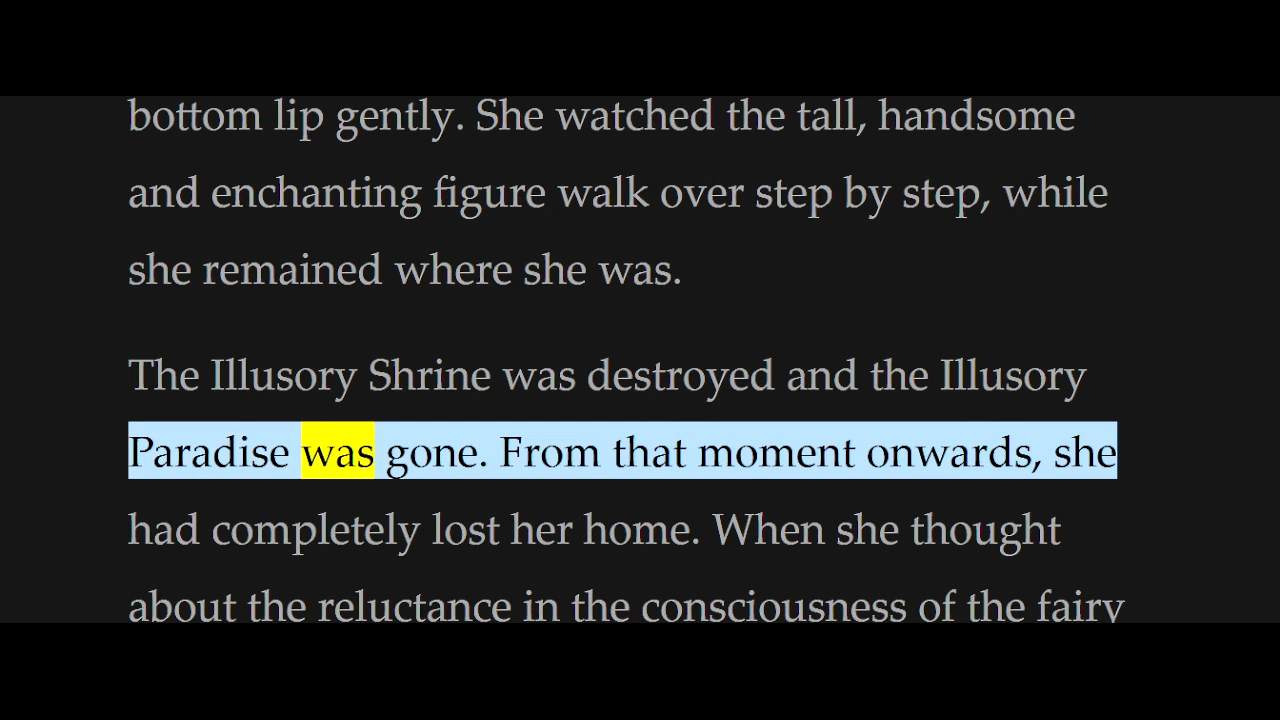 bottom lip gently. She watched the tall, handsome
and enchanting figure walk over step by step, while
she remained where she was.
The Illusory Shrine was destroyed and the Illusory
Paradise was gone. From that moment onwards, she
had completely lost her home. When she thought
about the reluctance in the consciousness of the fairy